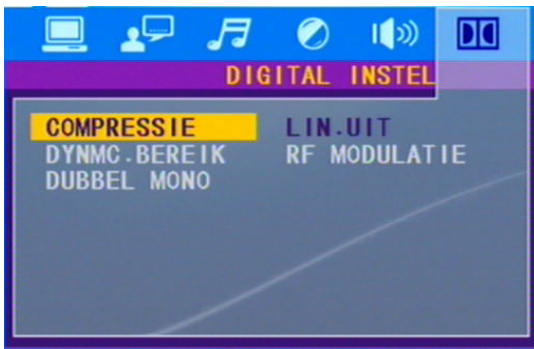 DIGITAL INSTEL
COMPRESSIE LIN.UIT
DYNMC.BEREIK RF MODULATIE
DUBBEL MONO